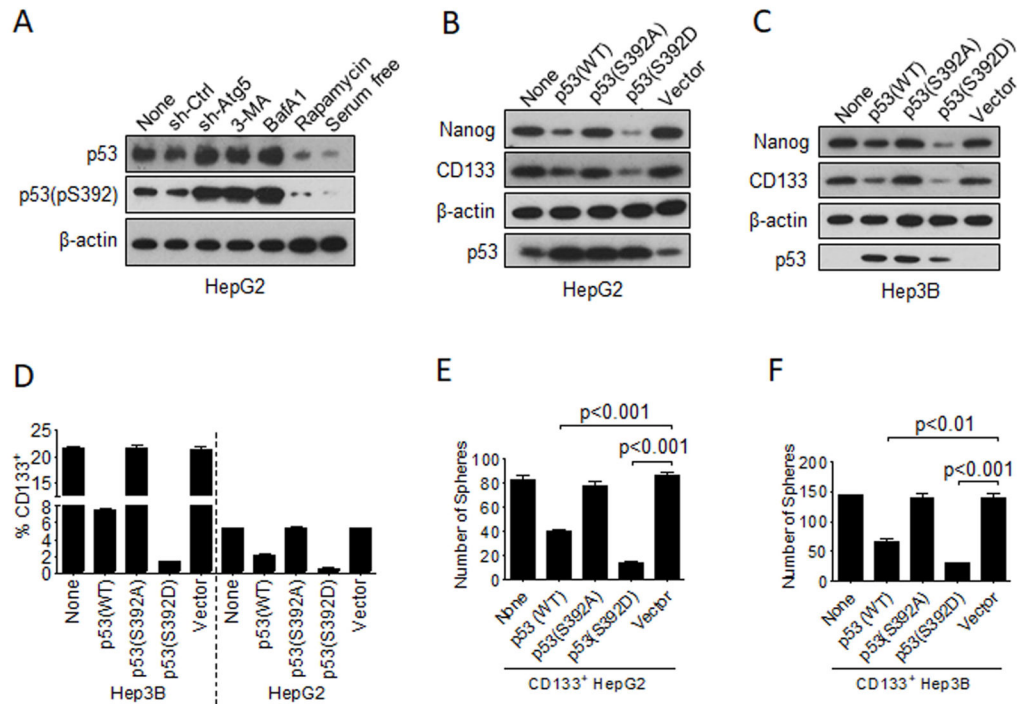 A
None
sh-Ctrl
sh-Atg5
3-MA
BafA1
Rapamycin
Serum free
p53
p53(pS392)
β-actin
HepG2
B
None
p53(WT)
p53(S392A)
p53(S392D
Vector
Nanog
CD133
β-actin
p53
HepG2
C
None
p53(WT)
p53(S392A)
p53(S392D)
Vector
Nanog
CD133
β-actin
p53
Hep3B
D
% CD133+
25
20
15
8
6
4
2
0
None
p53(WT)
p53(S392A)
p53(S392D)
Vector
None
p53(WT)
p53(S392A)
p53(S392D)
Vector
Hep3B
HepG2
E
p<0.001
p<0.001
Number of Spheres
100
80
60
40
20
0
None
p53 (WT)
p53(S392A)
p53(S392D)
Vector
CD133+ HepG2
F
p<0.01
p<0.001
Number of Spheres
200
150
100
50
0
None
p53 (WT)
p53(S392A)
p53(S392D)
Vector
CD133+ Hep3B